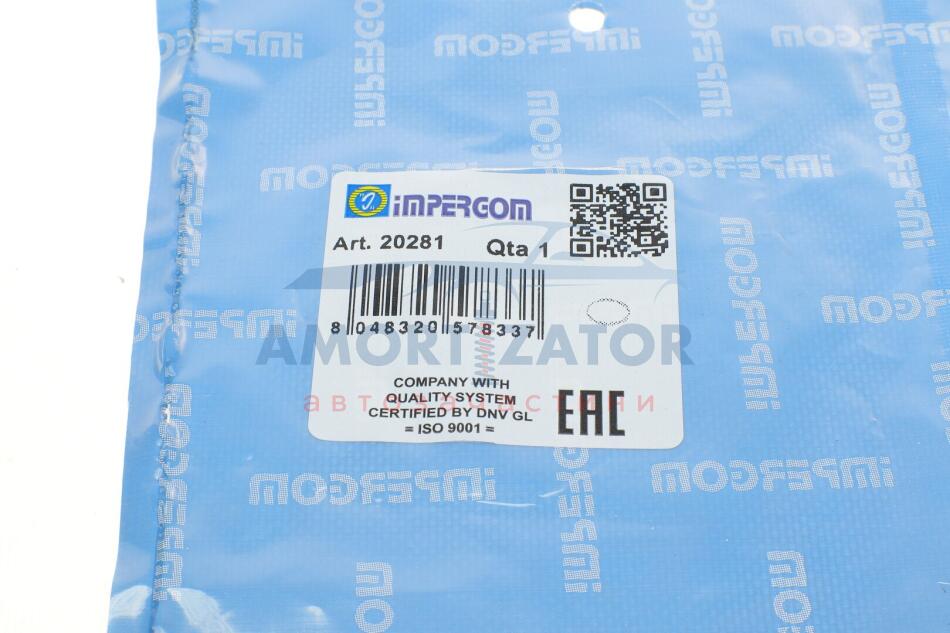 IMPERGOM
Art. 20281 Qta 1
8 048320 578337
AMORTIZATOR
автозапчастини
COMPANY WITH
QUALITY SYSTEM
CERTIFIED BY DNV GL
= ISO 9001 =
EAC